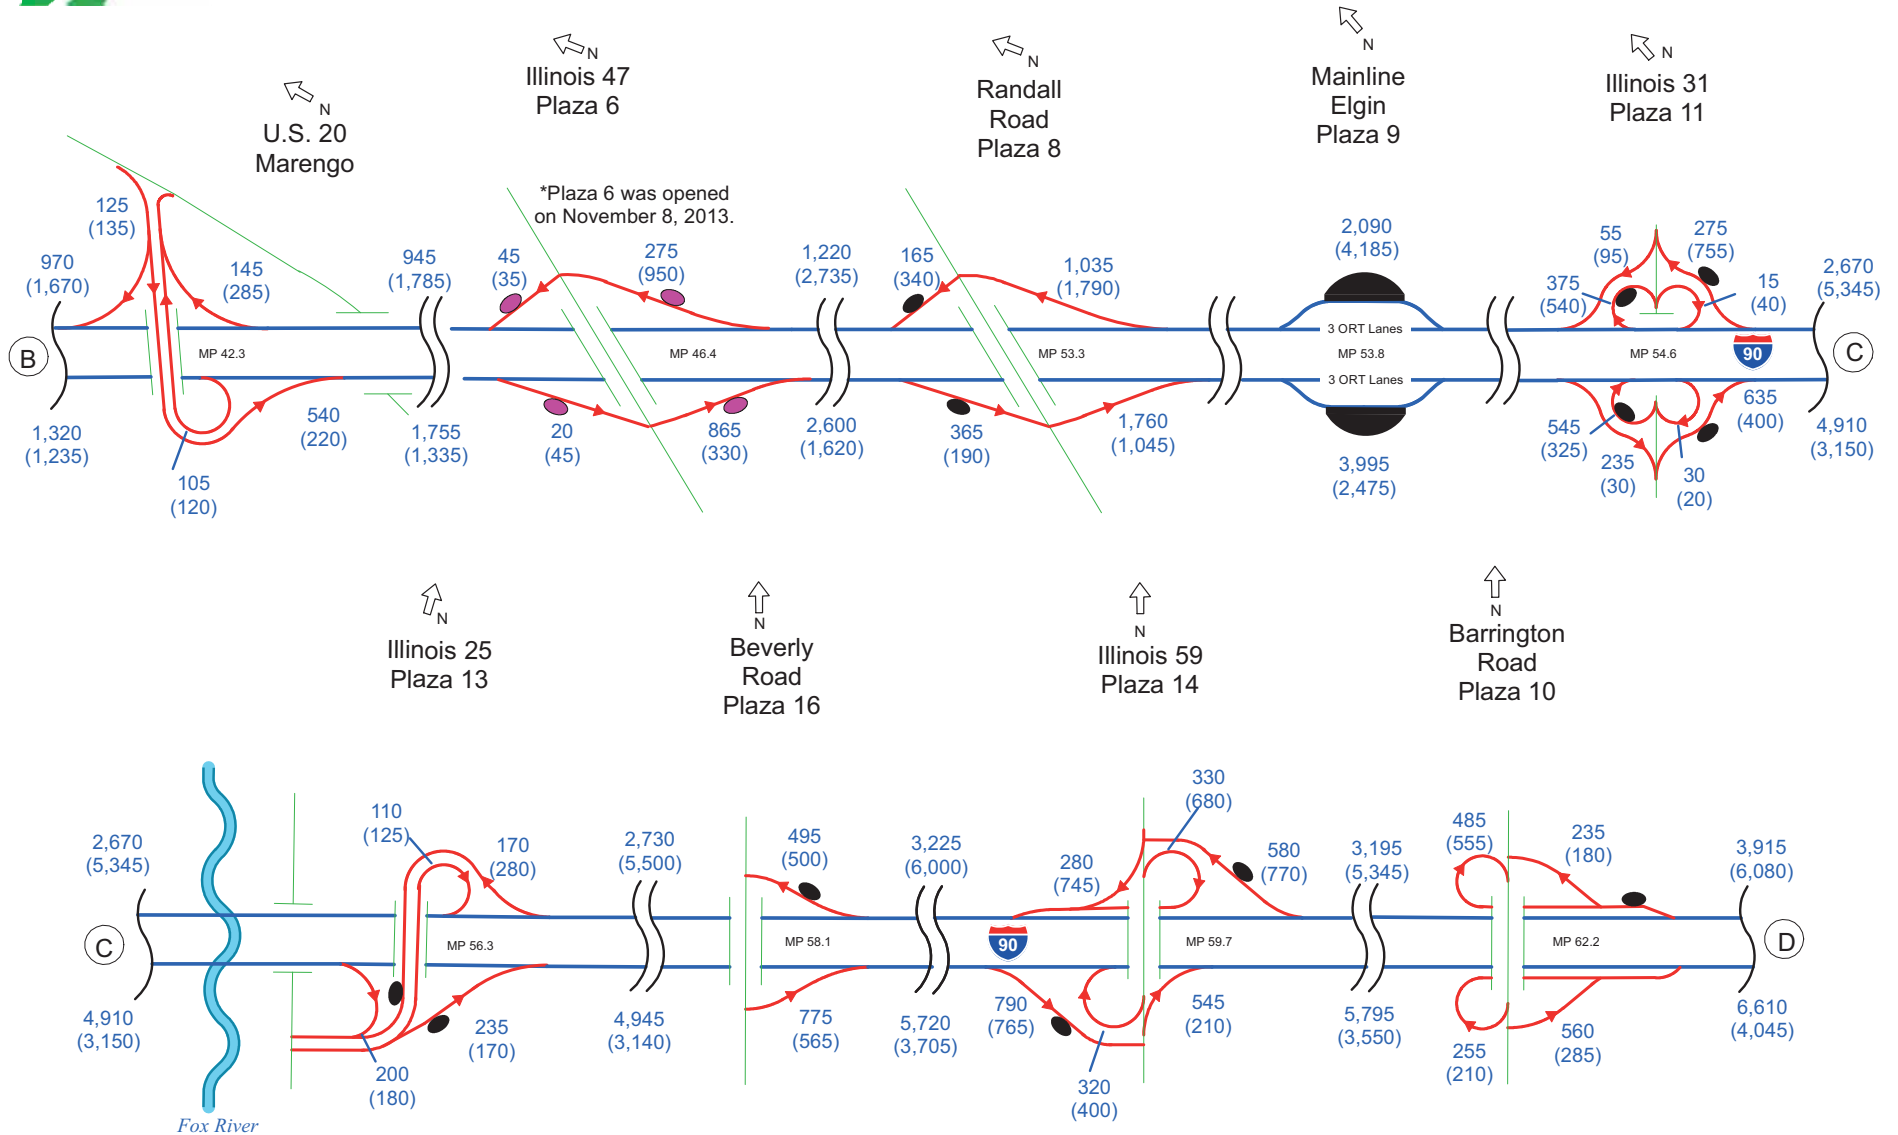 N
Illinois 47
Plaza 6
N
U.S. 20
Marengo
N
Randall
Road
Plaza 8
N
Mainline
Elgin
Plaza 9
N
Illinois 31
Plaza 11
*Plaza 6 was opened
on November 8, 2013.
125
(135)
970
(1,670)
145
(285)
945
(1,785)
45
(35)
275
(950)
1,220
(2,735)
165
(340)
1,035
(1,790)
2,090
(4,185)
55
(95)
275
(755)
375
(540)
15
(40)
2,670
(5,345)
B
MP 42.3
MP 46.4
MP 53.3
3 ORT Lanes
MP 53.8
3 ORT Lanes
MP 54.6
90
C
1,320
(1,235)
105
(120)
540
(220)
1,755
(1,335)
20
(45)
865
(330)
2,600
(1,620)
365
(190)
1,760
(1,045)
3,995
(2,475)
545
(325)
235
(30)
30
(20)
635
(400)
4,910
(3,150)
N
Illinois 25
Plaza 13
N
Beverly
Road
Plaza 16
N
Illinois 59
Plaza 14
N
Barrington
Road
Plaza 10
2,670
(5,345)
110
(125)
170
(280)
2,730
(5,500)
495
(500)
3,225
(6,000)
280
(745)
330
(680)
580
(770)
3,195
(5,345)
485
(555)
235
(180)
3,915
(6,080)
C
MP 56.3
MP 58.1
90
MP 59.7
MP 62.2
D
4,910
(3,150)
200
(180)
235
(170)
4,945
(3,140)
775
(565)
5,720
(3,705)
790
(765)
320
(400)
545
(210)
5,795
(3,550)
255
(210)
560
(285)
6,610
(4,045)
Fox River